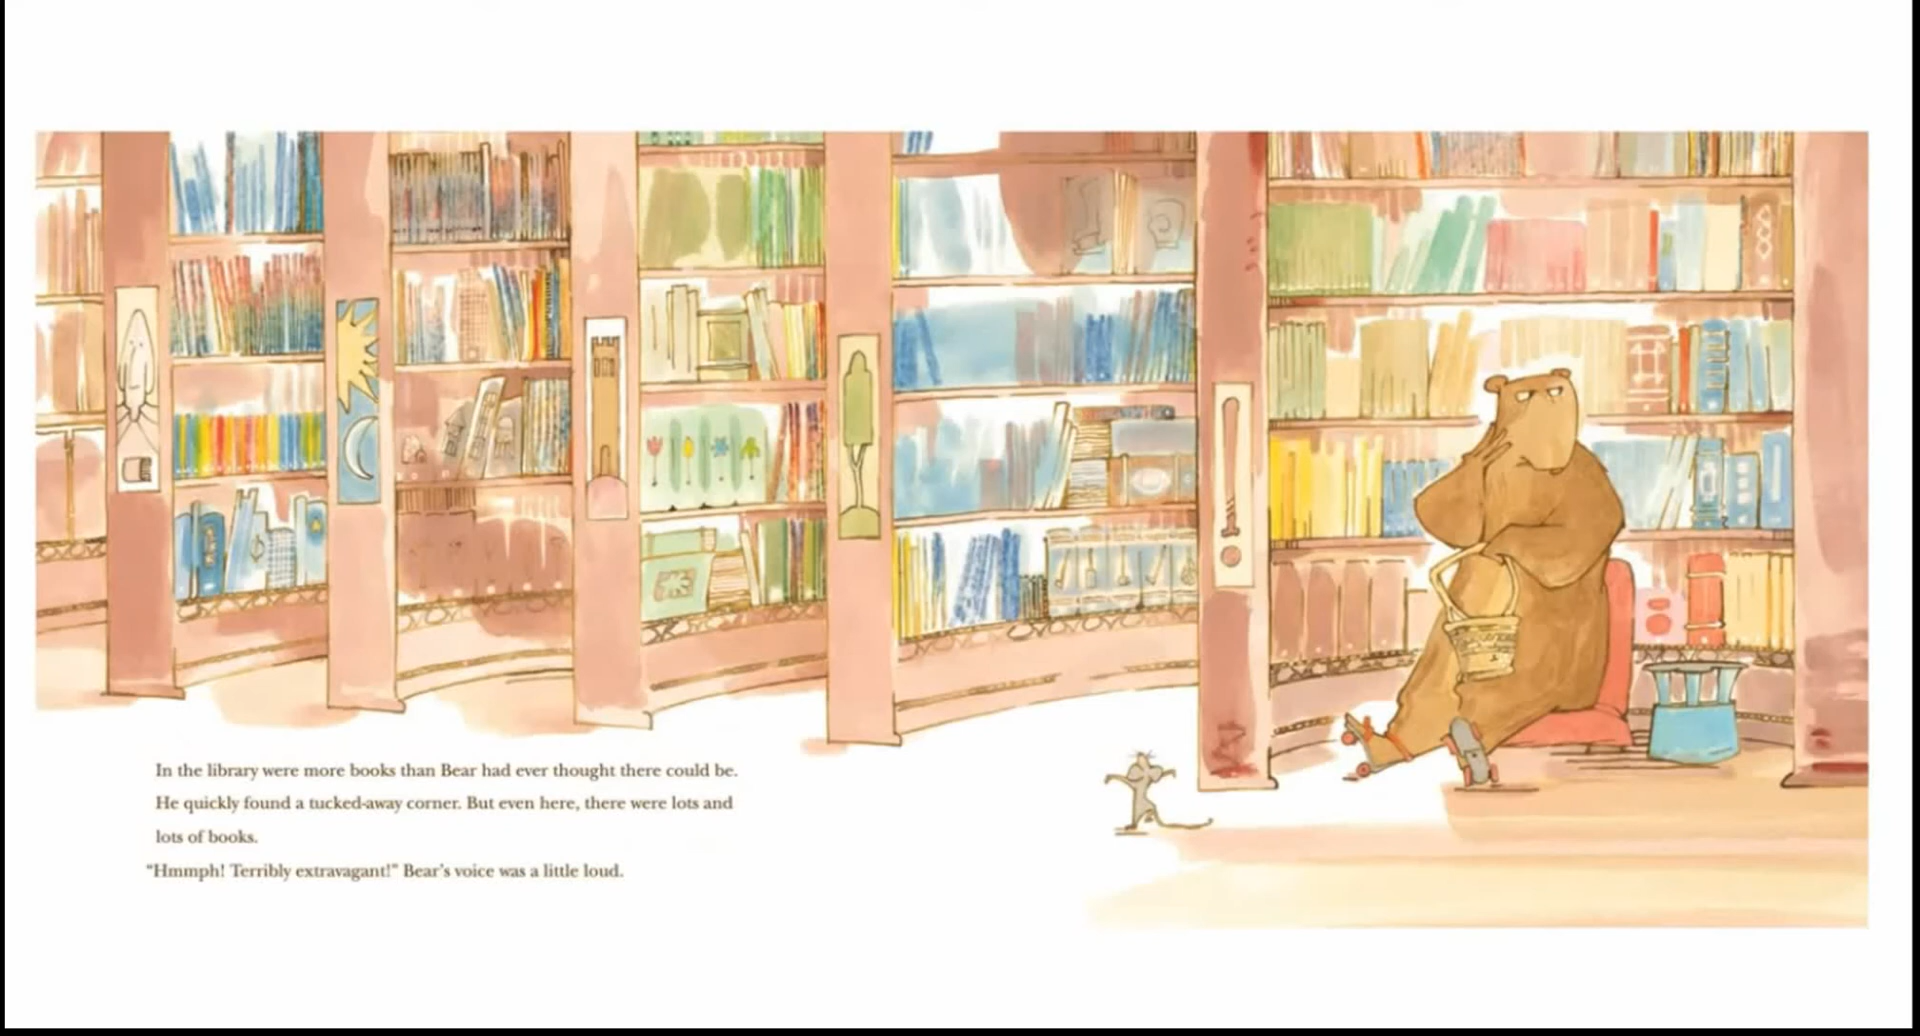 In the library were more books than Bear had ever thought there could be.
He quickly found a tucked-away corner. But even here, there were lots and
lots of books.
“Hmmph! Terribly extravagant!” Bear’s voice was a little loud.